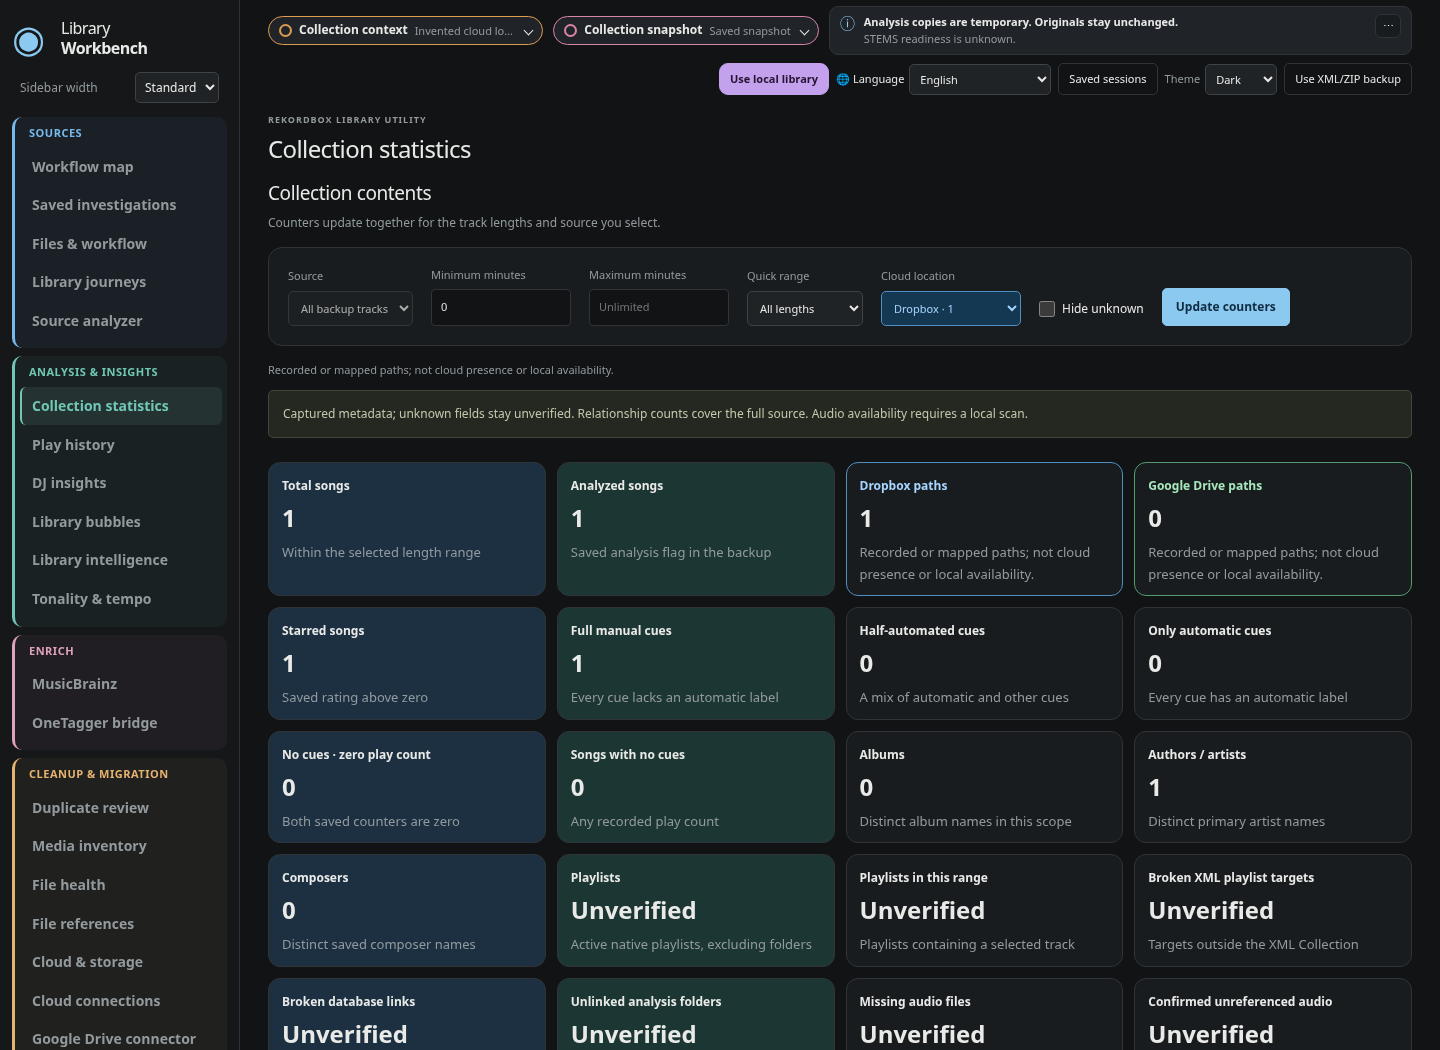 Library
Workbench
Sidebar width
Standard
SOURCES
Workflow map
Saved investigations
Files & workflow
Library journeys
Source analyzer
ANALYSIS & INSIGHTS
Collection statistics
Play history
DJ insights
Library bubbles
Library intelligence
Tonality & tempo
ENRICH
MusicBrainz
OneTagger bridge
CLEANUP & MIGRATION
Duplicate review
Media inventory
File health
File references
Cloud & storage
Cloud connections
Google Drive connector
Collection context Invented cloud lo...
Collection snapshot Saved snapshot
Analysis copies are temporary. Originals stay unchanged.
STEMS readiness is unknown.
...
Use local library
Language
English
Saved sessions
Theme
Dark
Use XML/ZIP backup
REKORDBOX LIBRARY UTILITY
Collection statistics
Collection contents
Counters update together for the track lengths and source you select.
Source
All backup tracks
Minimum minutes
0
Maximum minutes
Unlimited
Quick range
All lengths
Cloud location
Dropbox · 1
Hide unknown
Update counters
Recorded or mapped paths; not cloud presence or local availability.
Captured metadata; unknown fields stay unverified. Relationship counts cover the full source. Audio availability requires a local scan.
Total songs
1
Within the selected length range
Analyzed songs
1
Saved analysis flag in the backup
Dropbox paths
1
Recorded or mapped paths; not cloud
presence or local availability.
Google Drive paths
0
Recorded or mapped paths; not cloud
presence or local availability.
Starred songs
1
Saved rating above zero
Full manual cues
1
Every cue lacks an automatic label
Half-automated cues
0
A mix of automatic and other cues
Only automatic cues
0
Every cue has an automatic label
No cues · zero play count
0
Both saved counters are zero
Songs with no cues
0
Any recorded play count
Albums
0
Distinct album names in this scope
Authors / artists
1
Distinct primary artist names
Composers
0
Distinct saved composer names
Playlists
Unverified
Active native playlists, excluding folders
Playlists in this range
Unverified
Playlists containing a selected track
Broken XML playlist targets
Unverified
Targets outside the XML Collection
Broken database links
Unverified
Unlinked analysis folders
Unverified
Missing audio files
Unverified
Confirmed unreferenced audio
Unverified